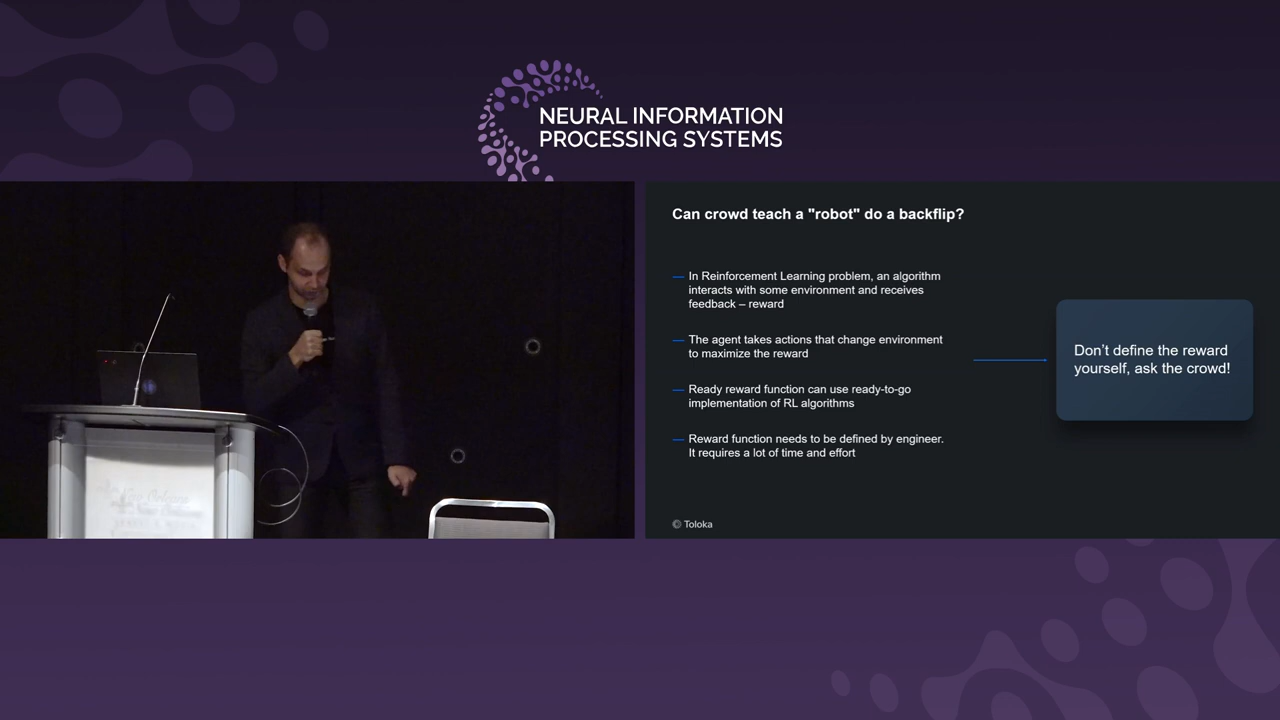 NEURAL INFORMATION
PROCESSING SYSTEMS
Can crowd teach a "robot" do a backflip?
— In Reinforcement Learning problem, an algorithm
interacts with some environment and receives
feedback – reward
— The agent takes actions that change environment
to maximize the reward
— Ready reward function can use ready-to-go
implementation of RL algorithms
— Reward function needs to be defined by engineer.
It requires a lot of time and effort
Don’t define the reward
yourself, ask the crowd!
Toloka